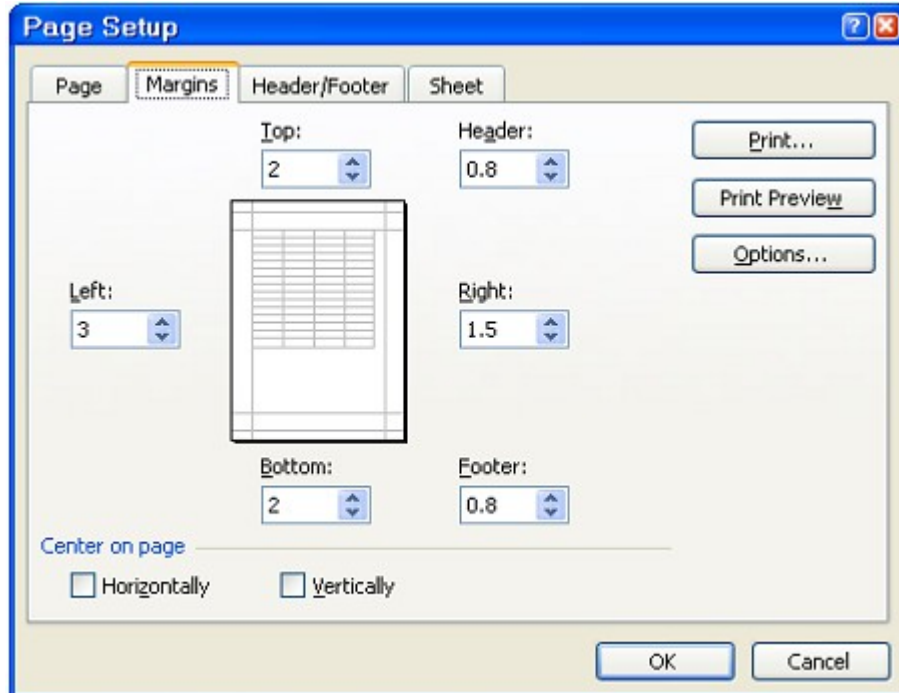 Page Setup
Page Margins Header/Footer Sheet
Top: Header:
2 0.8
Print...
Print Preview
Options...
Left: Right:
3 1.5
Bottom: Footer:
2 0.8
Center on page
Horizontally Vertically
OK Cancel